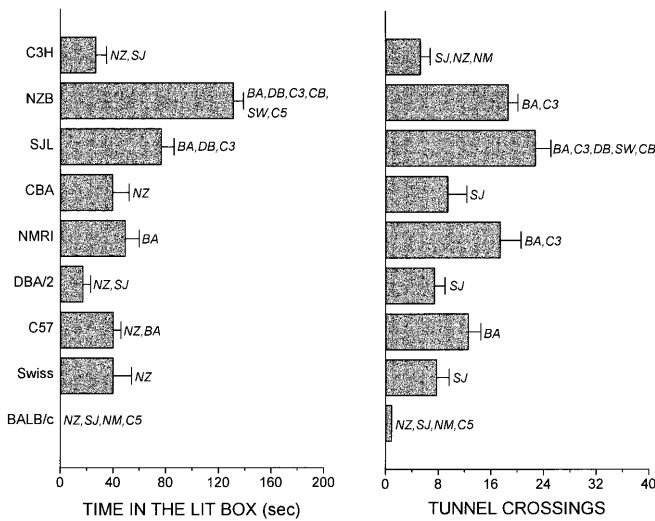 C3H
NZ,SJ
NZB
BA,DB,C3,CB,
SW,C5
SJL
BA,DB,C3
CBA
NZ
NMRI
BA
DBA/2
NZ,SJ
C57
NZ,BA
Swiss
NZ
BALB/c
NZ,SJ,NM,C5
0 40 80 120 160 200
TIME IN THE LIT BOX (sec)
SJ,NZ,NM
BA,C3
BA,C3,DB,SW,CB
SJ
BA,C3
SJ
BA
SJ
NZ,SJ,NM,C5
0 8 16 24 32 40
TUNNEL CROSSINGS